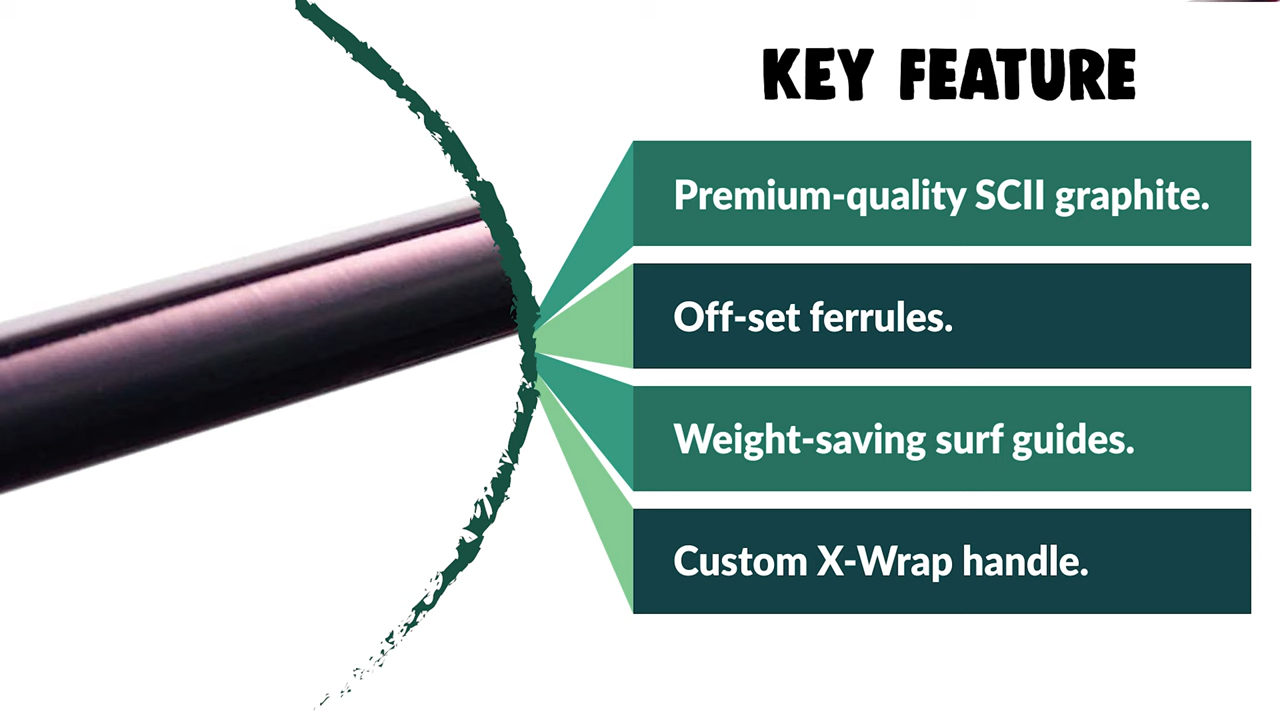 KEY FEATURE
Premium-quality SCII graphite.
Off-set ferrules.
Weight-saving surf guides.
Custom X-Wrap handle.